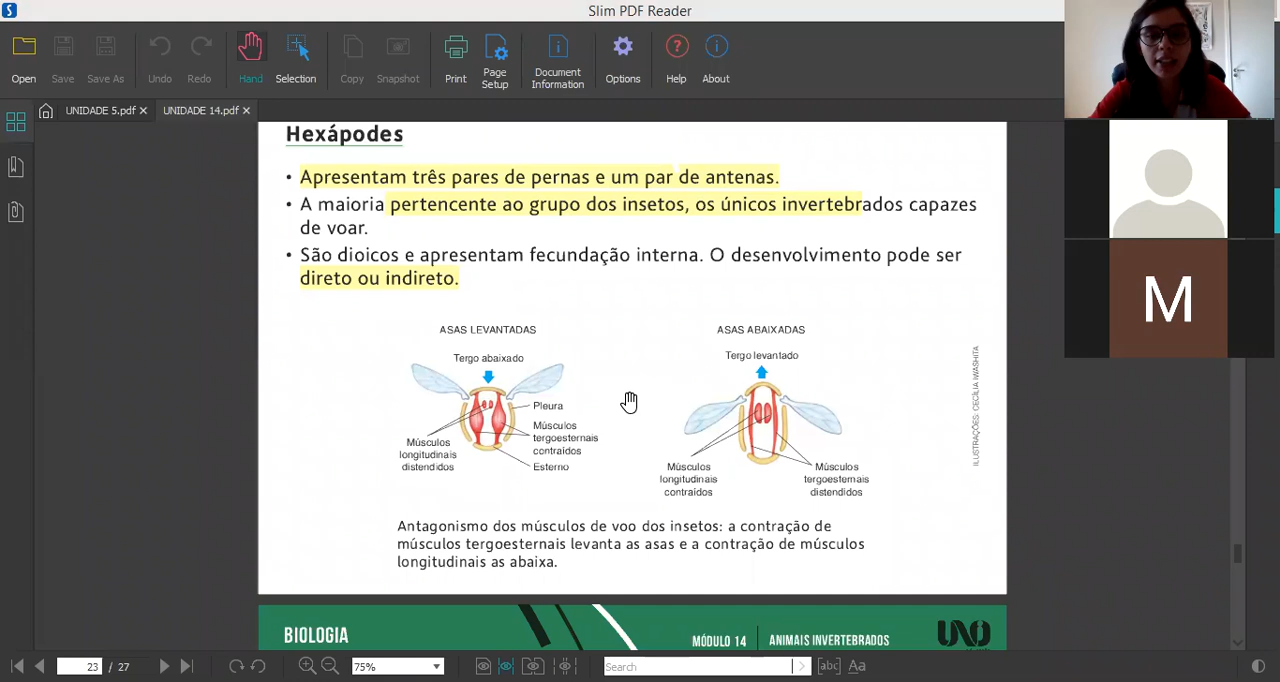 Slim PDF Reader
Open
Save
Save As
Undo
Redo
Hand
Selection
Copy
Snapshot
Print
Page Setup
Document Information
Options
Help
About
UNIDADE 5.pdf
UNIDADE 14.pdf
Hexápodes
• Apresentam três pares de pernas e um par de antenas.
• A maioria pertencente ao grupo dos insetos, os únicos invertebrados capazes
de voar.
• São dioicos e apresentam fecundação interna. O desenvolvimento pode ser
direto ou indireto.
ASAS LEVANTADAS
Tergo abaixado
Pleura
Músculos
tergoesternais
contraídos
Esterno
Músculos
longitudinais
distendidos
ASAS ABAIXADAS
Tergo levantado
Músculos
longitudinais
contraídos
Músculos
tergoesternais
distendidos
ILUSTRAÇÕES: CECÍLIA IWASHITA
Antagonismo dos músculos de voo dos insetos: a contração de
músculos tergoesternais levanta as asas e a contração de músculos
longitudinais as abaixa.
BIOLOGIA
MÓDULO 14
ANIMAIS INVERTEBRADOS
UNO
M
23 / 27
75%
Search
[abc]
Aa